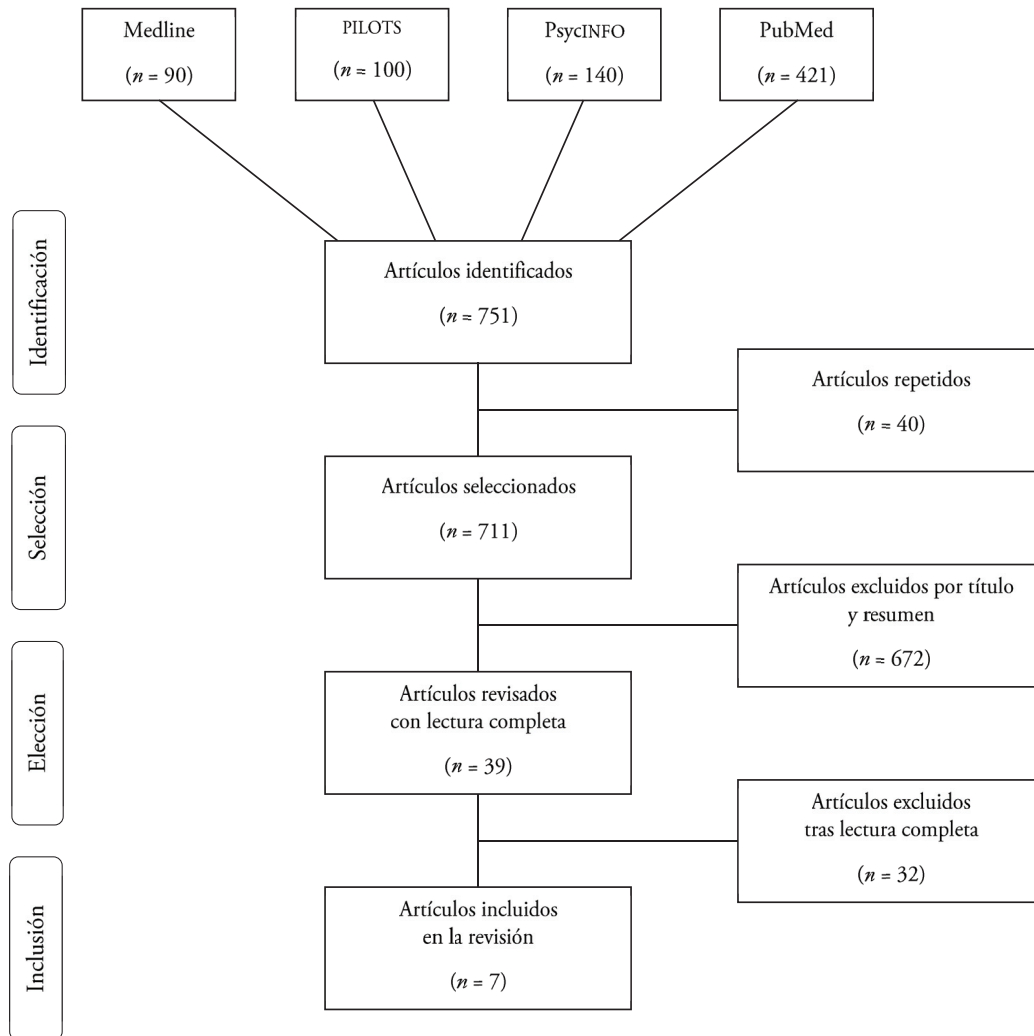 Medline
(n = 90)
PILOTS
(n = 100)
PsycINFO
(n = 140)
PubMed
(n = 421)
Identificación
Artículos identificados
(n = 751)
Artículos repetidos
(n = 40)
Selección
Artículos seleccionados
(n = 711)
Artículos excluidos por título
y resumen
(n = 672)
Elección
Artículos revisados
con lectura completa
(n = 39)
Artículos excluidos
tras lectura completa
(n = 32)
Inclusión
Artículos incluidos
en la revisión
(n = 7)